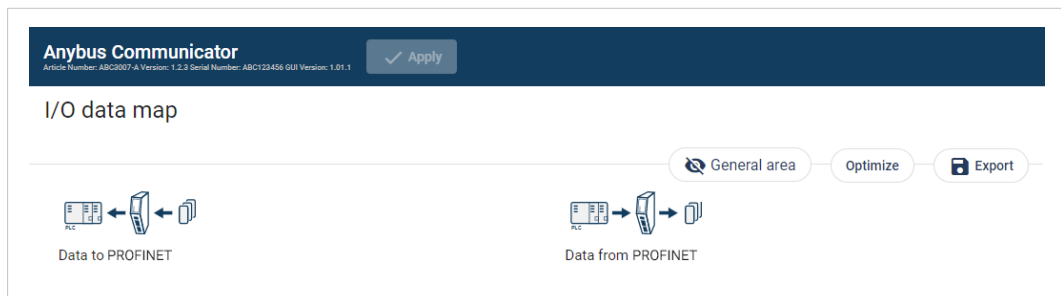 Anybus Communicator
Article Number: ABC3007-A Version: 1.2.3 Serial Number: ABC123456 GUI Version: 1.01.1
Apply
I/O data map
General area
Optimize
Export
PLC
PLC
Data to PROFINET
Data from PROFINET